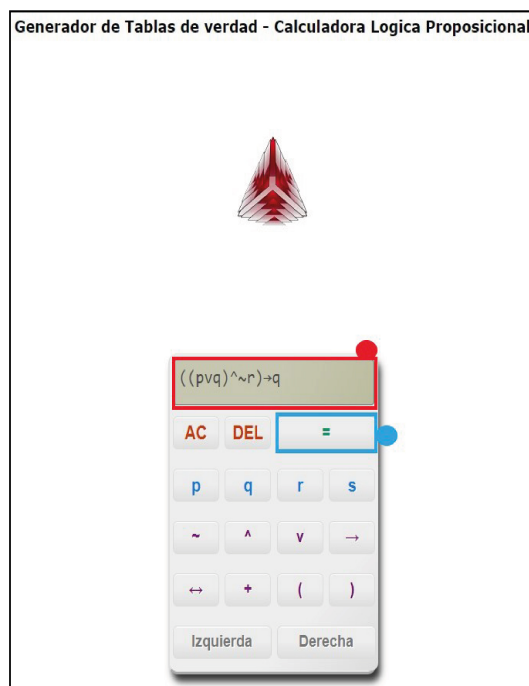 Generador de Tablas de verdad - Calculadora Logica Proposicional
((pvq)^~r)→q
AC DEL =
p q r s
~ ^ v →
↔ + ( )
Izquierda Derecha